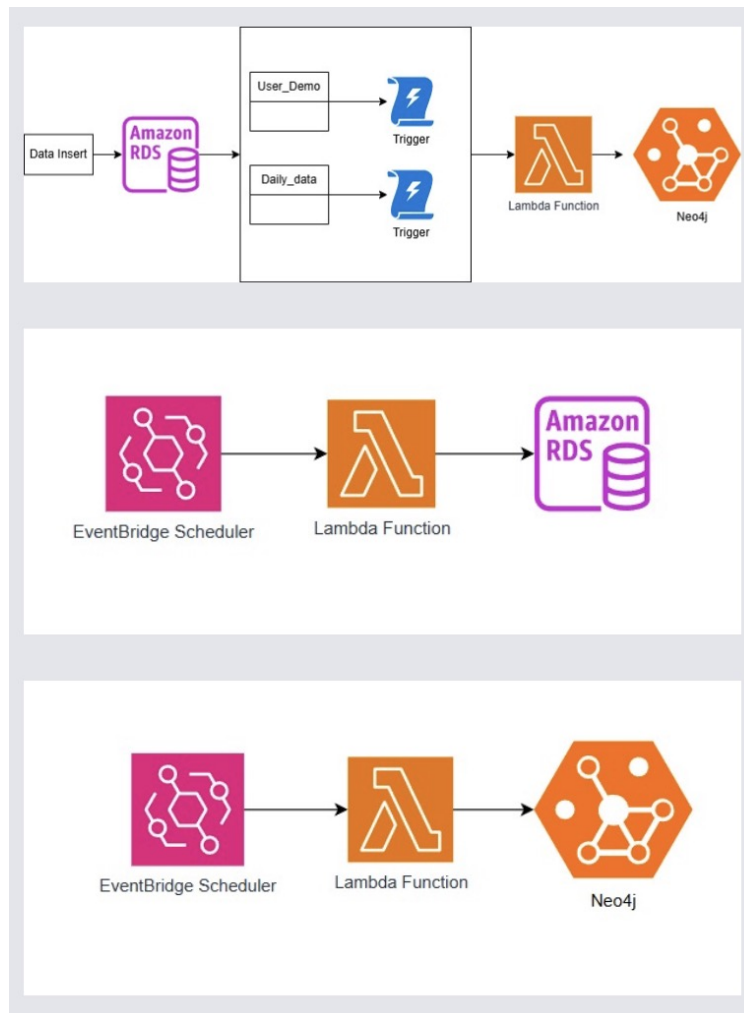 User_Demo
Trigger
Data Insert
Amazon
RDS
Daily_data
Trigger
Lambda Function
Neo4j
EventBridge Scheduler
Lambda Function
Amazon
RDS
EventBridge Scheduler
Lambda Function
Neo4j